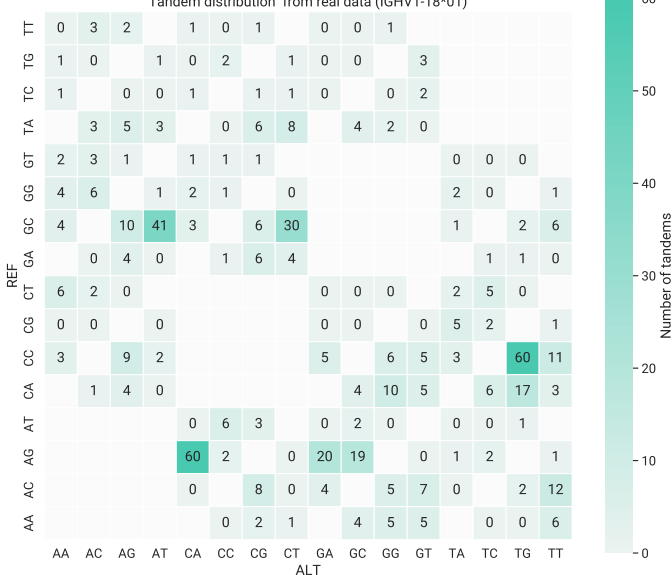 Tandem distribution from real data (IGHV1-18*01)
TT 0 3 2 1 0 1 0 0 1
TG 1 0 1 0 2 1 0 0 3
TC 1 0 0 1 1 1 0 0 2
TA 3 5 3 0 6 8 4 2 0
GT 2 3 1 1 1 1 0 0 0
GG 4 6 1 2 1 0 2 0 1
GC 4 10 41 3 6 30 1 2 6
GA 0 4 0 1 6 4 1 1 0
CT 6 2 0 0 0 0 2 5 0
CG 0 0 0 0 0 0 5 2 1
CC 3 9 2 5 6 5 3 60 11
CA 1 4 0 4 10 5 6 17 3
AT 0 6 3 0 2 0 0 0 1
AG 60 2 0 20 19 0 1 2 1
AC 0 8 0 4 5 7 0 2 12
AA 0 2 1 4 5 5 0 0 6
AA AC AG AT CA CC CG CT GA GC GG GT TA TC TG TT
ALT
REF
60
50
40
30
20
10
0
Number of tandems